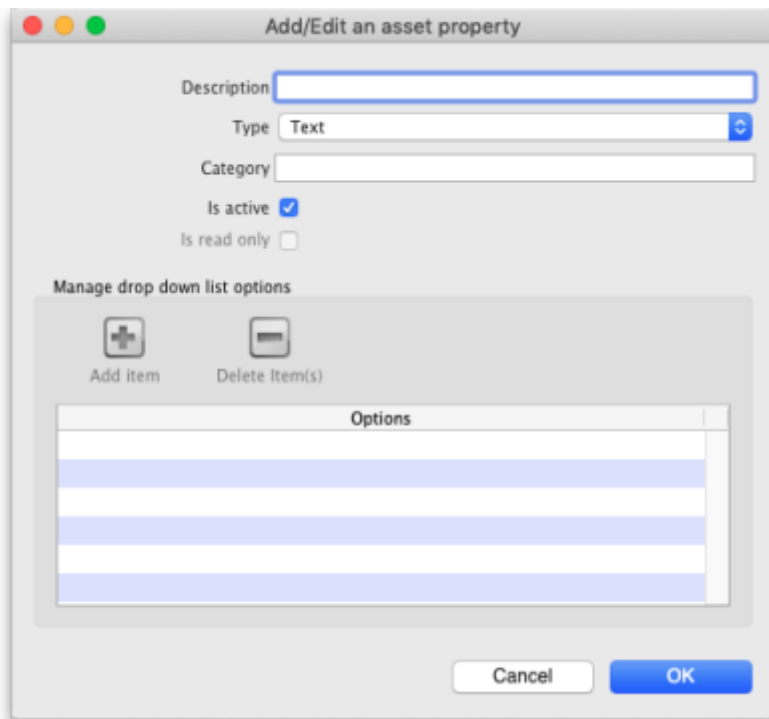 Add/Edit an asset property
Description
Type Text
Category
Is active
Is read only
Manage drop down list options
Add item Delete Item(s)
Options
Cancel OK